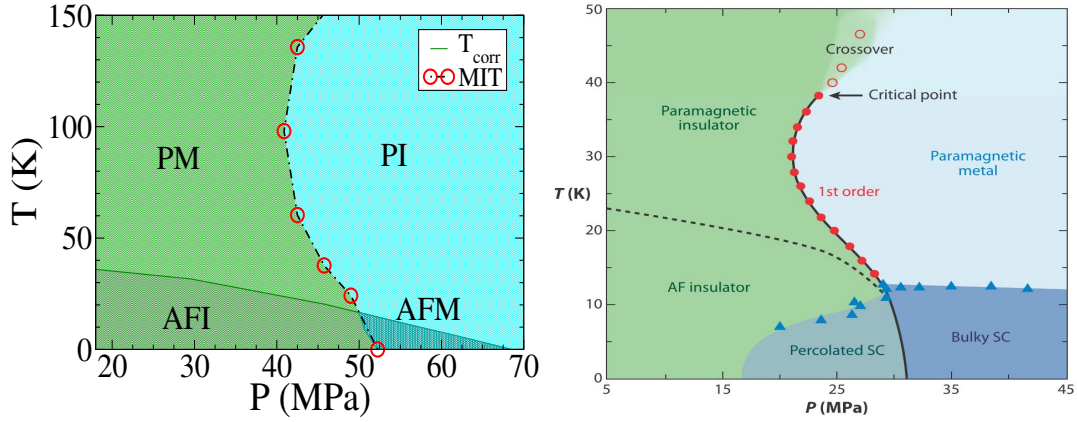 150
100
50
0
T (K)
PM
PI
AFI
AFM
T_corr
MIT
20 30 40 50 60 70
P (MPa)
50
40
30
20
10
0
T (K)
Crossover
Critical point
Paramagnetic
insulator
Paramagnetic
metal
1st order
AF insulator
Percolated SC
Bulky SC
5 15 25 35 45
P (MPa)